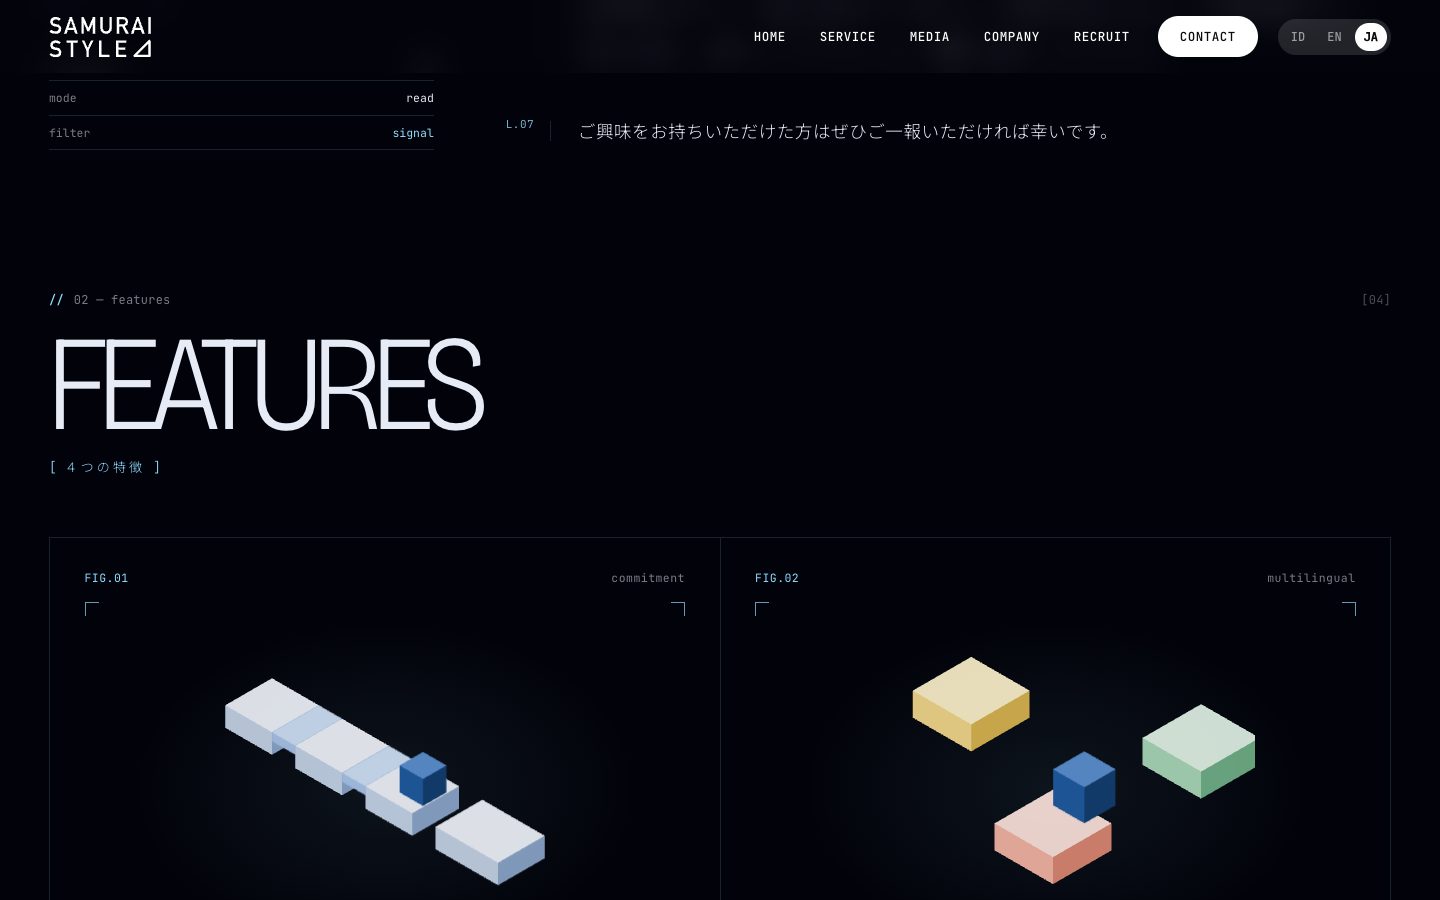 SAMURAI
STYLE
HOME SERVICE MEDIA COMPANY RECRUIT CONTACT ID EN JA
mode read
filter signal
L.07 ご興味をお持ちいただけた方はぜひご一報いただければ幸いです。
// 02 — features [04]
FEATURES
[ 4つの特徴 ]
FIG.01 commitment
FIG.02 multilingual